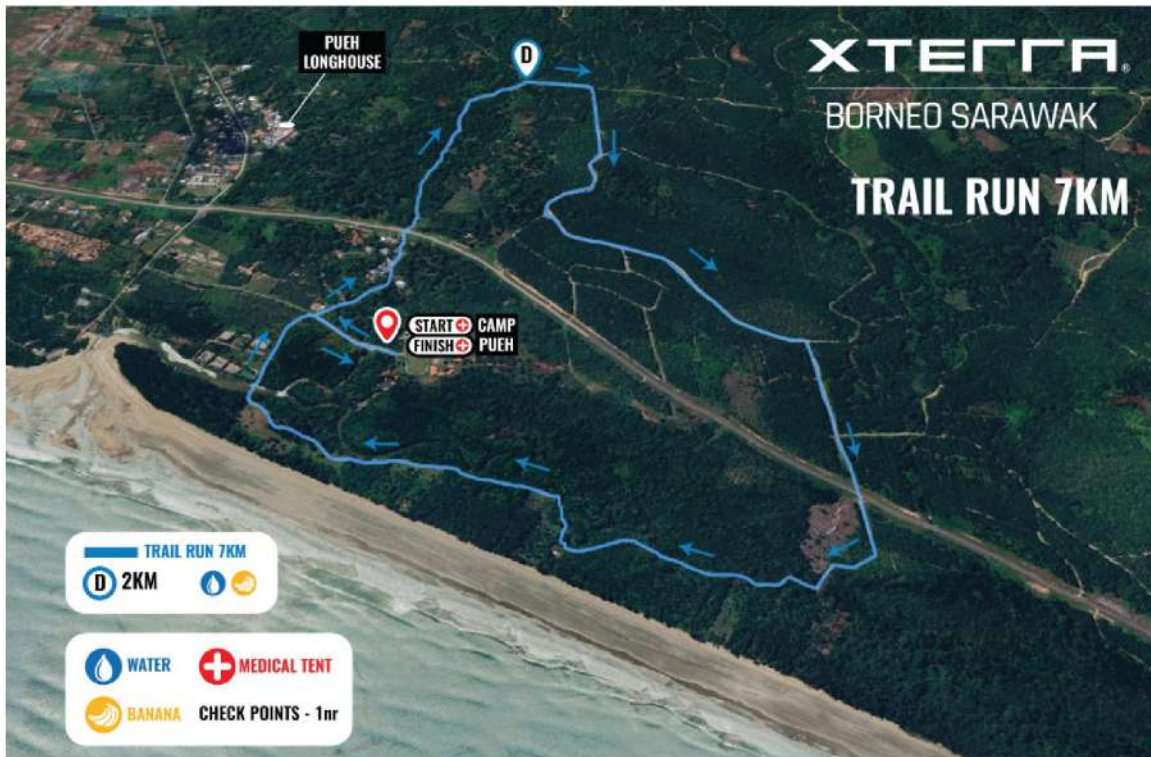 PUEH
LONGHOUSE
D
XTERRA®
BORNEO SARAWAK
TRAIL RUN 7KM
START CAMP
FINISH PUEH
TRAIL RUN 7KM
D 2KM
WATER MEDICAL TENT
BANANA CHECK POINTS - 1nr